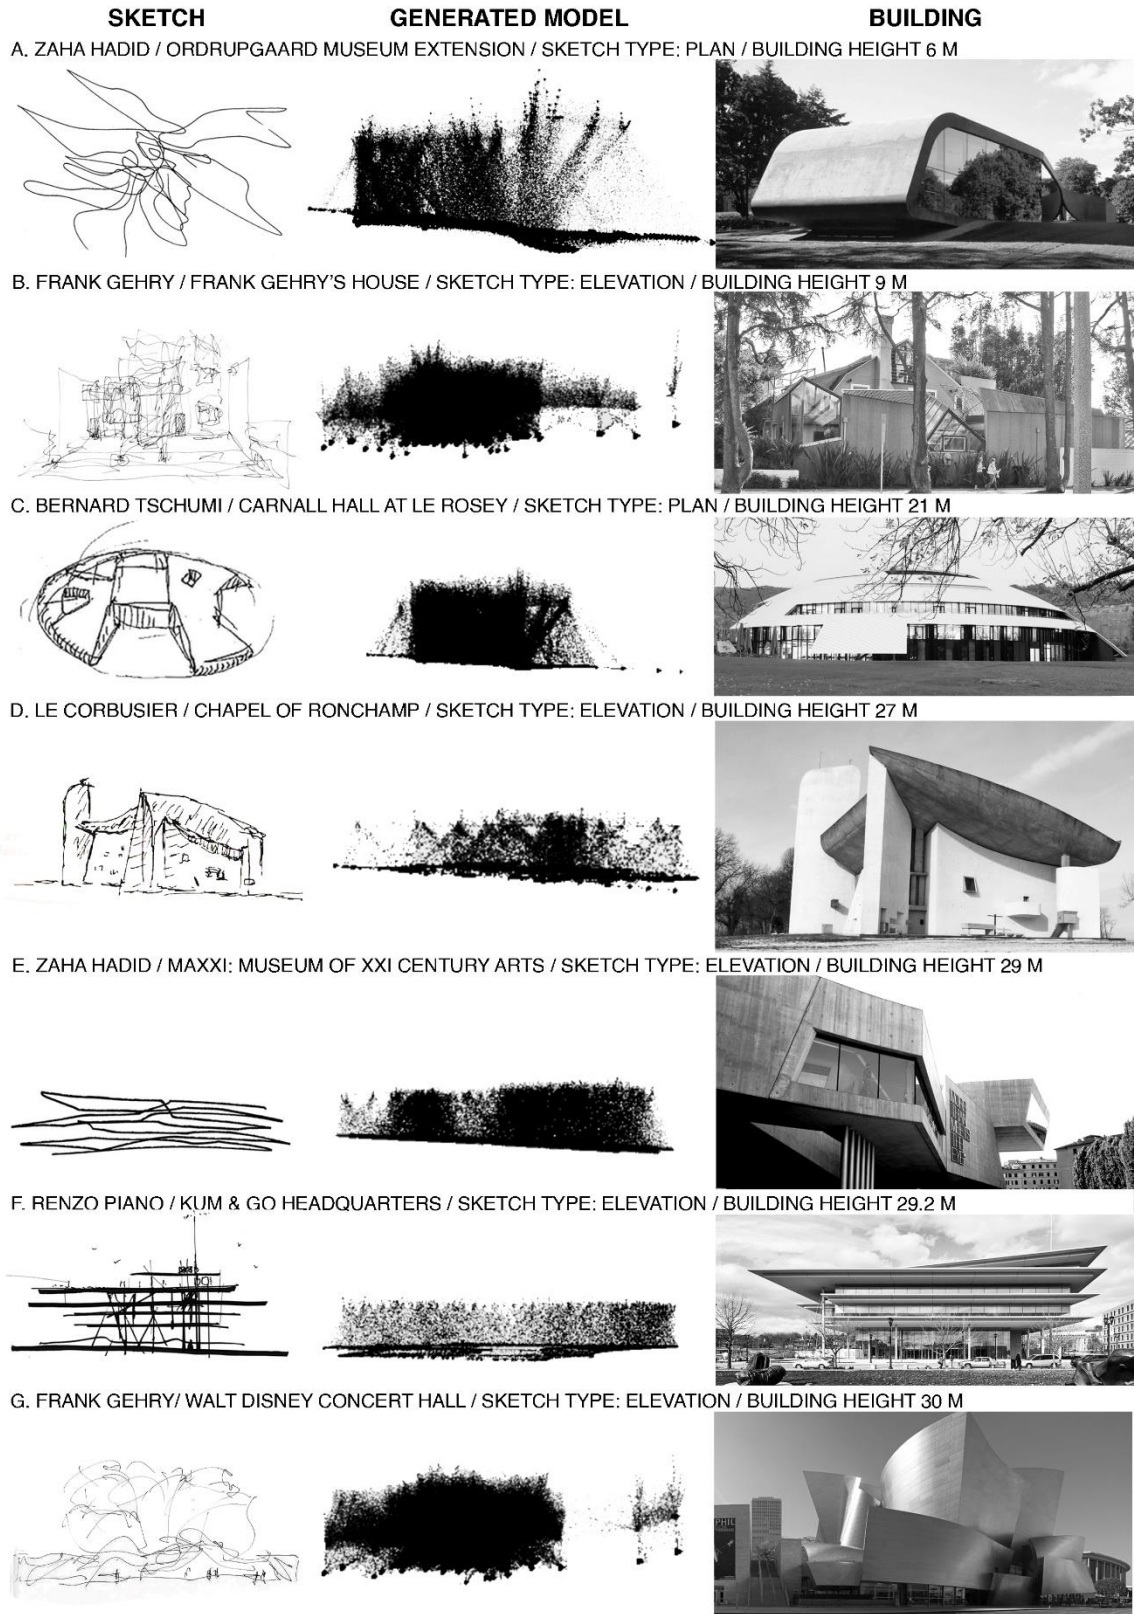 SKETCH GENERATED MODEL BUILDING
A. ZAHA HADID / ORDRUPGAARD MUSEUM EXTENSION / SKETCH TYPE: PLAN / BUILDING HEIGHT 6 M
B. FRANK GEHRY / FRANK GEHRY'S HOUSE / SKETCH TYPE: ELEVATION / BUILDING HEIGHT 9 M
C. BERNARD TSCHUMI / CARNALL HALL AT LE ROSEY / SKETCH TYPE: PLAN / BUILDING HEIGHT 21 M
D. LE CORBUSIER / CHAPEL OF RONCHAMP / SKETCH TYPE: ELEVATION / BUILDING HEIGHT 27 M
E. ZAHA HADID / MAXXI: MUSEUM OF XXI CENTURY ARTS / SKETCH TYPE: ELEVATION / BUILDING HEIGHT 29 M
F. RENZO PIANO / KUM & GO HEADQUARTERS / SKETCH TYPE: ELEVATION / BUILDING HEIGHT 29.2 M
G. FRANK GEHRY/ WALT DISNEY CONCERT HALL / SKETCH TYPE: ELEVATION / BUILDING HEIGHT 30 M
PHIL